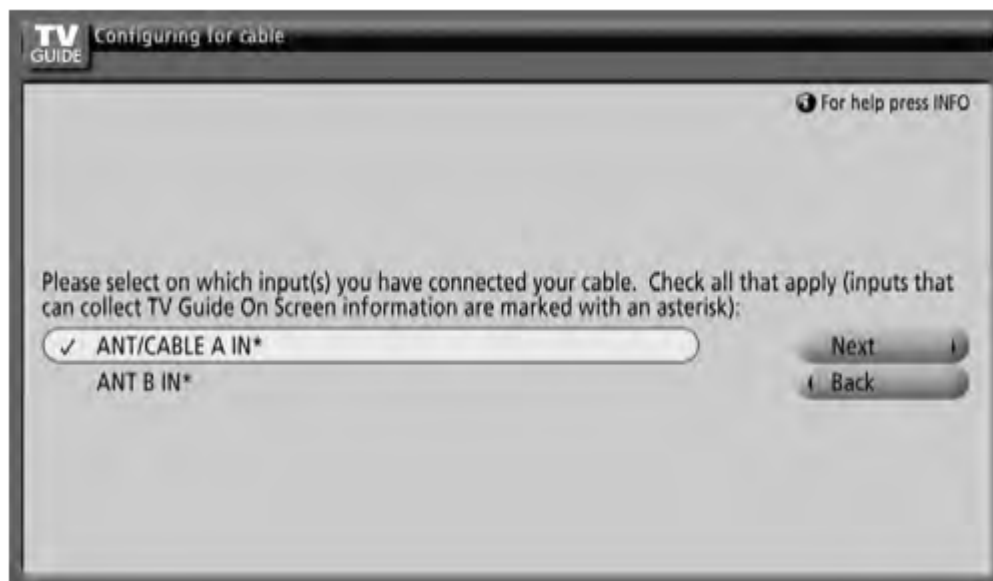 TV
GUIDE
Configuring for cable
For help press INFO
Please select on which input(s) you have connected your cable. Check all that apply (inputs that
can collect TV Guide On Screen information are marked with an asterisk):
✓ ANT/CABLE A IN*
ANT B IN*
Next
Back